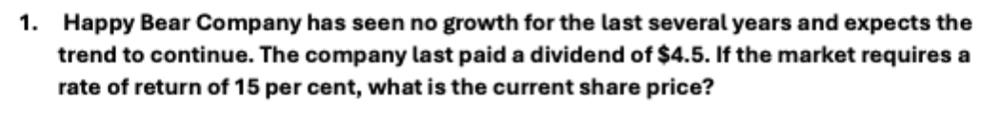 1. Happy Bear Company has seen no growth for the last several years and expects the
trend to continue. The company last paid a dividend of $4.5. If the market requires a
rate of return of 15 per cent, what is the current share price?